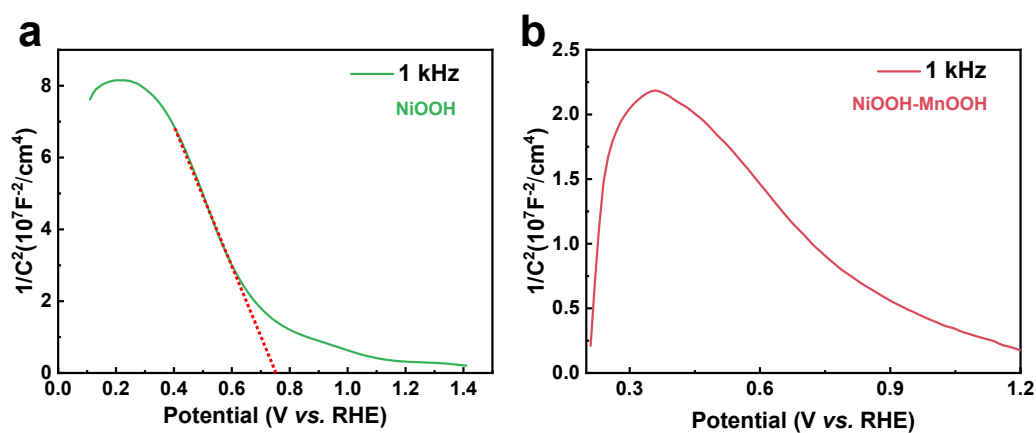 a
1/C²(10⁷F⁻²/cm⁴)
8
6
4
2
0
1 kHz
NiOOH
0.0 0.2 0.4 0.6 0.8 1.0 1.2 1.4
Potential (V vs. RHE)
b
1/C²(10⁷F⁻²/cm⁴)
2.5
2.0
1.5
1.0
0.5
0.0
1 kHz
NiOOH-MnOOH
0.3 0.6 0.9 1.2
Potential (V vs. RHE)